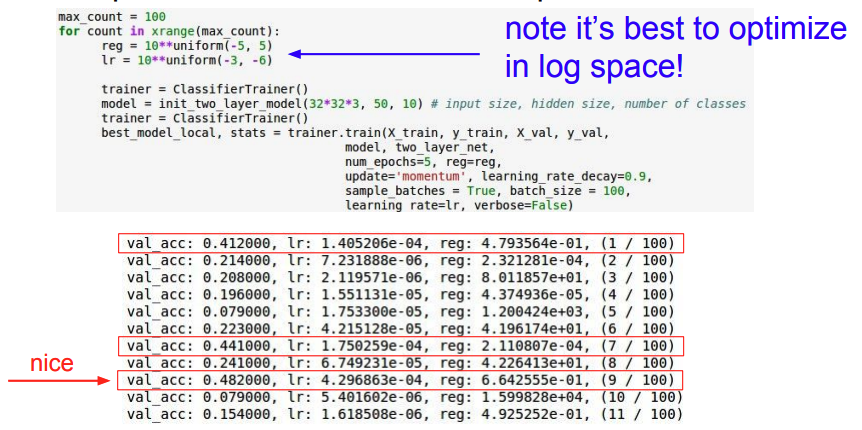 max_count = 100
for count in xrange(max_count):
reg = 10**uniform(-5, 5)
lr = 10**uniform(-3, -6)
note it's best to optimize
in log space!
trainer = ClassifierTrainer()
model = init_two_layer_model(32*32*3, 50, 10) # input size, hidden size, number of classes
trainer = ClassifierTrainer()
best_model_local, stats = trainer.train(X_train, y_train, X_val, y_val,
model, two_layer_net,
num_epochs=5, reg=reg,
update='momentum', learning_rate_decay=0.9,
sample_batches = True, batch_size = 100,
learning_rate=lr, verbose=False)
val_acc: 0.412000, lr: 1.405206e-04, reg: 4.793564e-01, (1 / 100)
val_acc: 0.214000, lr: 7.231888e-06, reg: 2.321281e-04, (2 / 100)
val_acc: 0.208000, lr: 2.119571e-06, reg: 8.011857e+01, (3 / 100)
val_acc: 0.196000, lr: 1.551131e-05, reg: 4.374936e-05, (4 / 100)
val_acc: 0.079000, lr: 1.753300e-05, reg: 1.200424e+03, (5 / 100)
val_acc: 0.223000, lr: 4.215128e-05, reg: 4.196174e+01, (6 / 100)
val_acc: 0.441000, lr: 1.750259e-04, reg: 2.110807e-04, (7 / 100)
val_acc: 0.241000, lr: 6.749231e-05, reg: 4.226413e+01, (8 / 100)
nice
val_acc: 0.482000, lr: 4.296863e-04, reg: 6.642555e-01, (9 / 100)
val_acc: 0.079000, lr: 5.401602e-06, reg: 1.599828e+04, (10 / 100)
val_acc: 0.154000, lr: 1.618508e-06, reg: 4.925252e-01, (11 / 100)